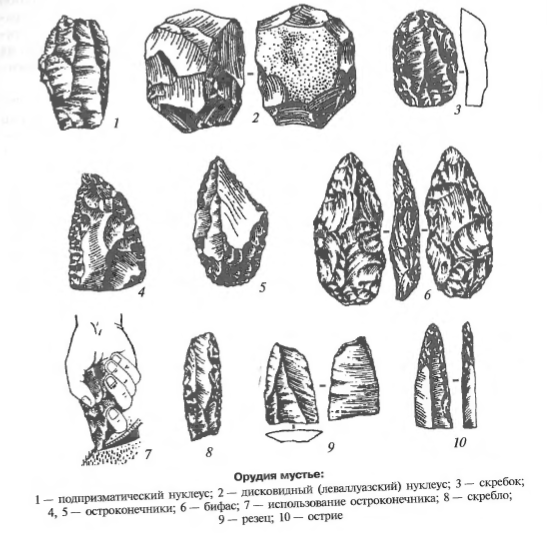 1
2
3
4
5
6
7
8
9
10
Орудия мустье:
1 — подпризматический нуклеус; 2 — дисковидный (леваллуазский) нуклеус; 3 — скребок;
4, 5 — остроконечники; 6 — бифас; 7 — использование остроконечника; 8 — скребло;
9 — резец; 10 — острие